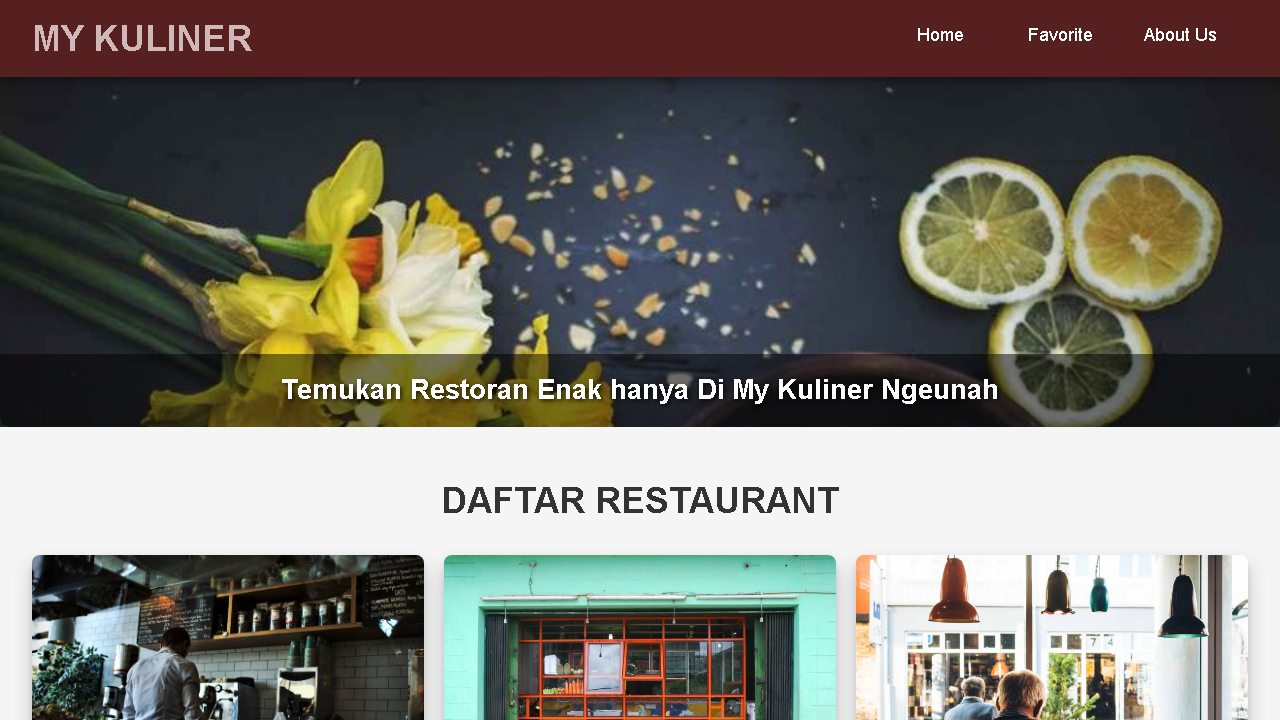 MY KULINER
Home
Favorite
About Us
Temukan Restoran Enak hanya Di My Kuliner Ngeunah
DAFTAR RESTAURANT